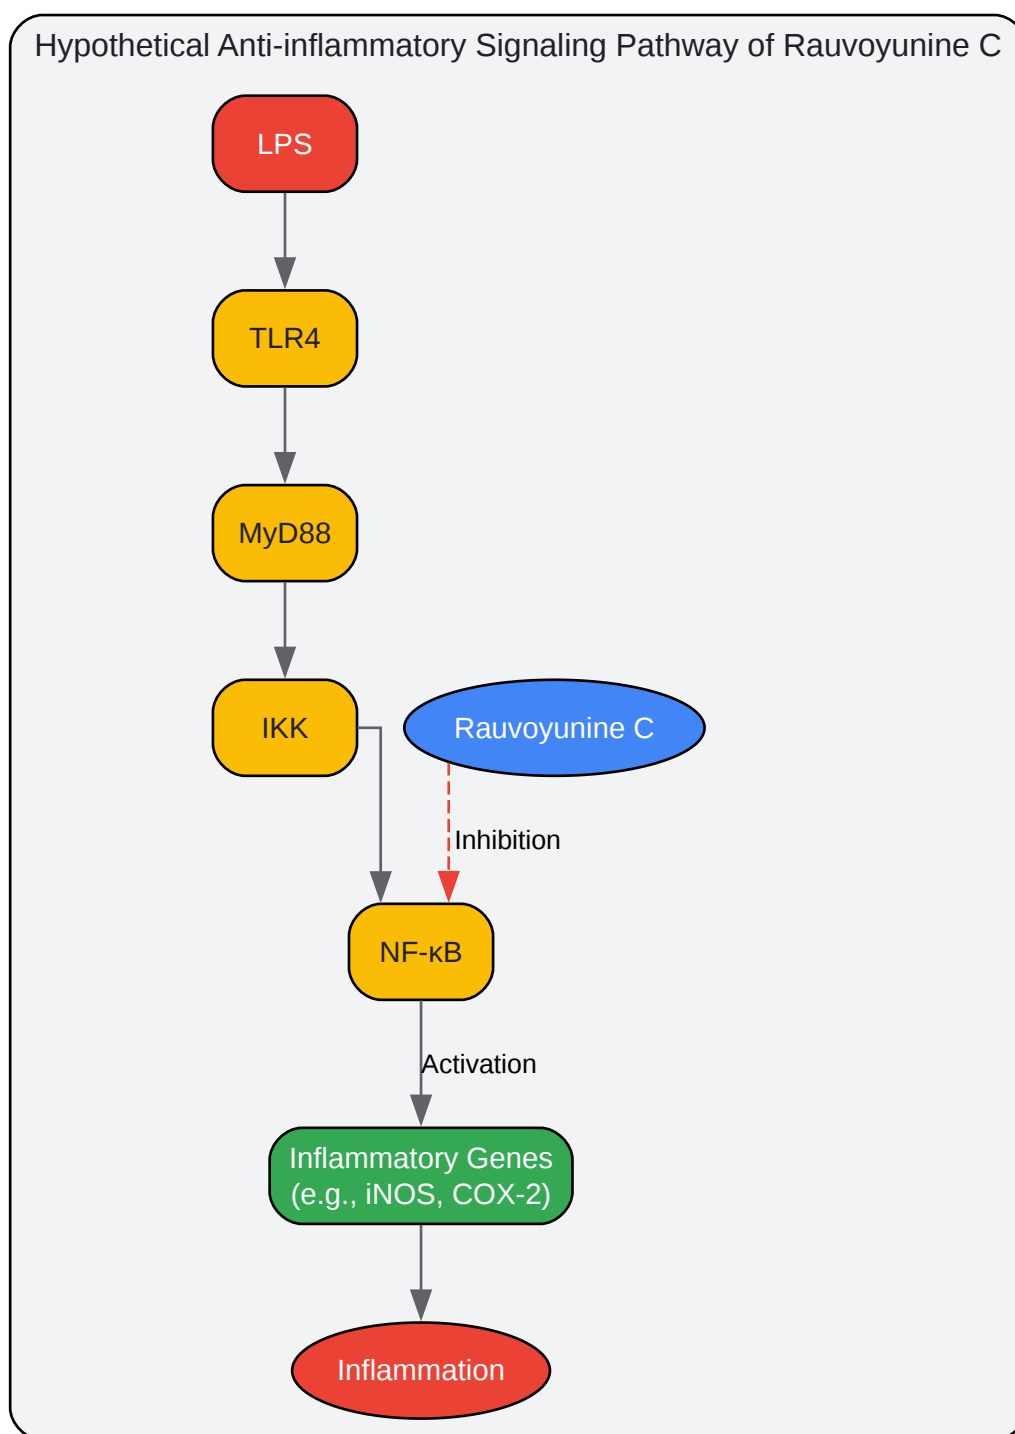 Hypothetical Anti-inflammatory Signaling Pathway of Rauvoyunine C
LPS
TLR4
MyD88
IKK
Rauvoyunine C
Inhibition
NF-κB
Activation
Inflammatory Genes
(e.g., iNOS, COX-2)
Inflammation